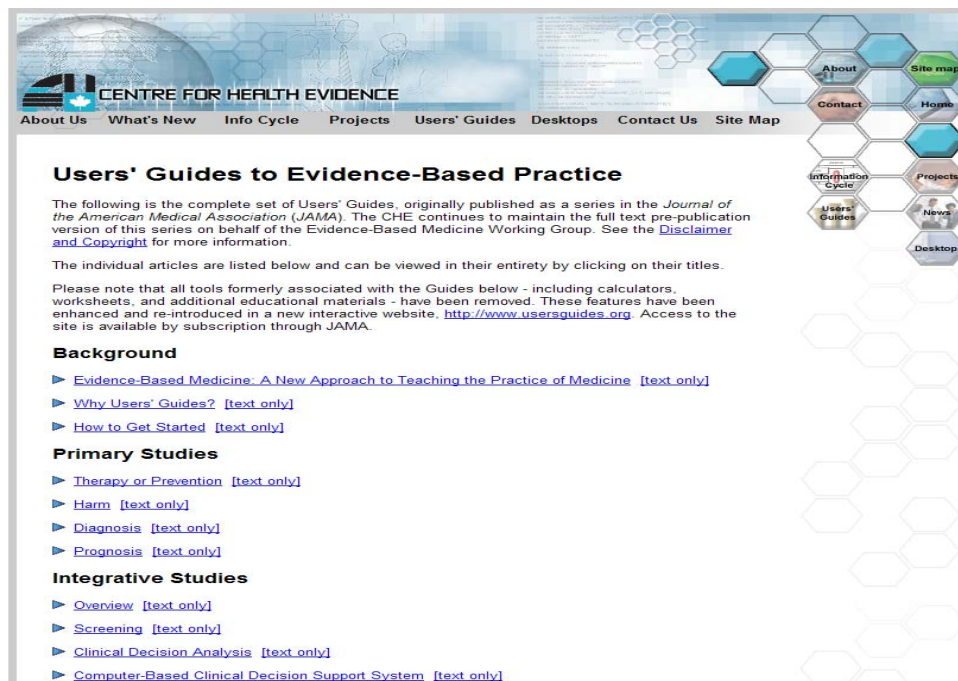 CENTRE FOR HEALTH EVIDENCE
About Us What's New Info Cycle Projects Users' Guides Desktops Contact Us Site Map
About
Site map
Contact
Home
Information
Cycle
Projects
Users'
Guides
News
Desktop
Users' Guides to Evidence-Based Practice
The following is the complete set of Users' Guides, originally published as a series in the Journal of
the American Medical Association (JAMA). The CHE continues to maintain the full text pre-publication
version of this series on behalf of the Evidence-Based Medicine Working Group. See the Disclaimer
and Copyright for more information.
The individual articles are listed below and can be viewed in their entirety by clicking on their titles.
Please note that all tools formerly associated with the Guides below - including calculators,
worksheets, and additional educational materials - have been removed. These features have been
enhanced and re-introduced in a new interactive website, http://www.usersguides.org. Access to the
site is available by subscription through JAMA.
Background
Evidence-Based Medicine: A New Approach to Teaching the Practice of Medicine [text only]
Why Users' Guides? [text only]
How to Get Started [text only]
Primary Studies
Therapy or Prevention [text only]
Harm [text only]
Diagnosis [text only]
Prognosis [text only]
Integrative Studies
Overview [text only]
Screening [text only]
Clinical Decision Analysis [text only]
Computer-Based Clinical Decision Support System [text only]